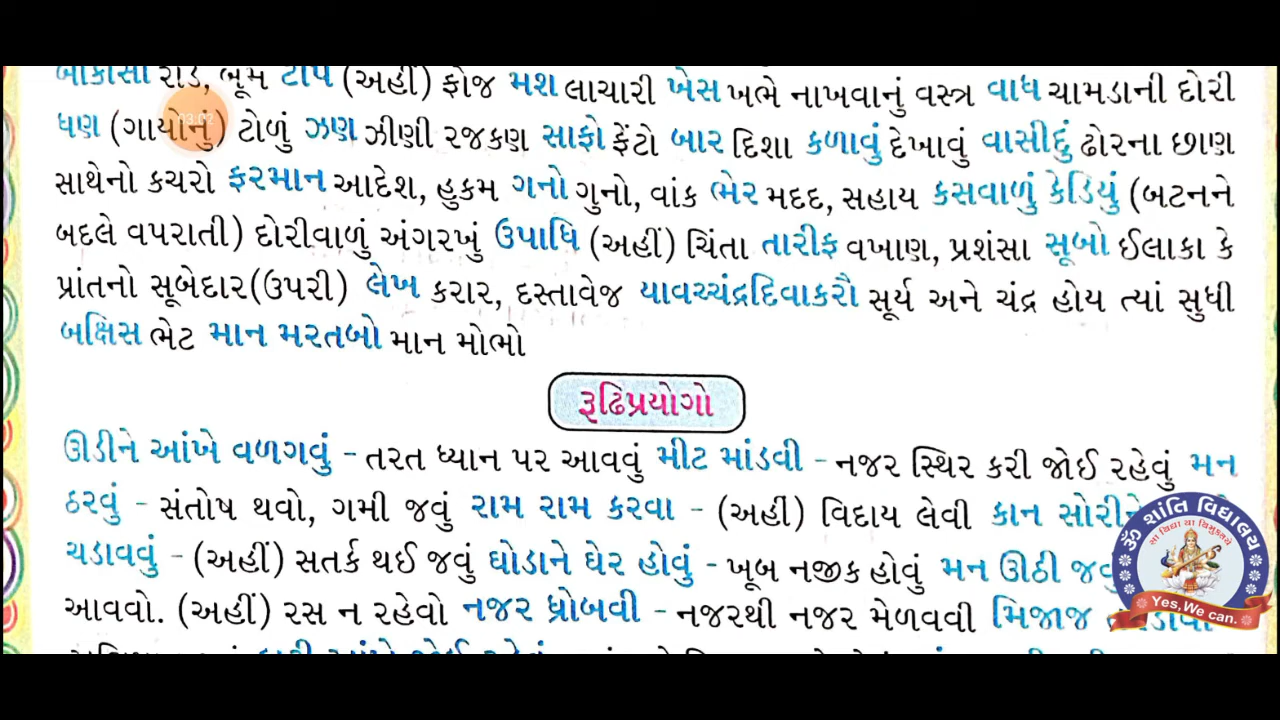 રાડ, બૂમ ટીપ (અહીં) ફોજ મશ લાચારી ખેસ ખભે નાખવાનું વસ્ત્ર વાધ ચામડાની દોરી
ધણ (ગાયોનું) ટોળું ઝણ ઝીણી રજકણ સાફો ફેંટો બાર દિશા કળાવું દેખાવું વાસીદું ઢોરના છાણ
03:02
સાથેનો કચરો ફરમાન આદેશ, હુકમ ગનો ગુનો, વાંક ભેર મદદ, સહાય કસવાળું કેડિયું (બટનને
બદલે વપરાતી) દોરીવાળું અંગરખું ઉપાધિ (અહીં) ચિંતા તારીફ વખાણ, પ્રશંસા સૂબો ઈલાકા કે
પ્રાંતનો સૂબેદાર(ઉપરી) લેખ કરાર, દસ્તાવેજ યાવચ્ચંદ્રદિવાકરૌ સૂર્ય અને ચંદ્ર હોય ત્યાં સુધી
બક્ષિસ ભેટ માન મરતબો માન મોભો
રૂઢિપ્રયોગો
ઊડીને આંખે વળગવું - તરત ધ્યાન પર આવવું મીટ માંડવી - નજર સ્થિર કરી જોઈ રહેવું મન
ઠરવું - સંતોષ થવો, ગમી જવું રામ રામ કરવા - (અહીં) વિદાય લેવી કાન સોરીને
ચડાવવું - (અહીં) સતર્ક થઈ જવું ઘોડાને ઘેર હોવું - ખૂબ નજીક હોવું મન ઊઠી
આવવો. (અહીં) રસ ન રહેવો નજર ધ્રોબવી - નજરથી નજર મેળવવી મિજાજ
ૐ શાંતિ વિદ્યાલય
सा विद्या या विमुक्तये
Yes, We can.